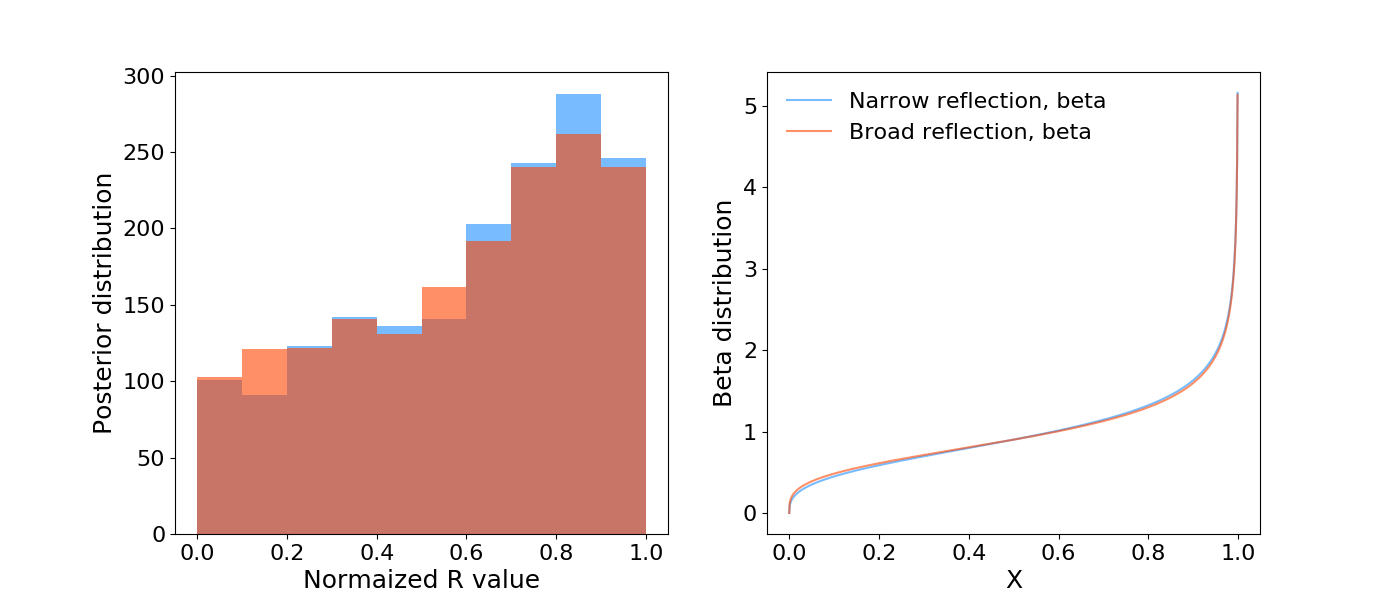 300
250
200
150
100
50
0
0.0 0.2 0.4 0.6 0.8 1.0
Normaized R value
Posterior distribution
Narrow reflection, beta
Broad reflection, beta
5
4
3
2
1
0
0.0 0.2 0.4 0.6 0.8 1.0
X
Beta distribution